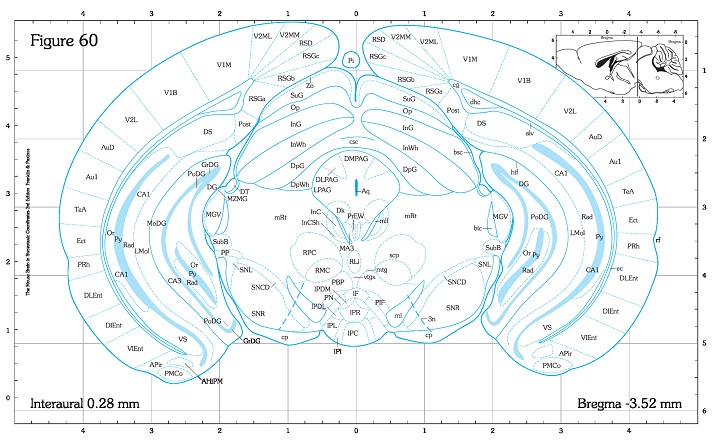 4 3 2 1 0 1 2 3 4
Figure 60
Interaural 0.28 mm
Bregma -3.52 mm
The Mouse Brain in Stereotaxic Coordinates 3rd Edition Franklin & Paxinos
5 4 3 2 1 0
1 2 3 4 5 6
Bregma
Bregma
V2ML V2MM RSD Pi RSD V2MM V2ML
V1M RSGc RSGc V1M
RSGb Zo RSGb cg
V1B RSGa SuG SuG RSGa dhc V1B
V2L Post Op Op Post V2L
DS InG csc InG DS alv AuD
AuD InWh DMPAG InWh bsc
Au1 GrDG DpG DLPAG DpG hif CA1 Au1
PoDG DpWh LPAG Aq DG
CA1 DG DT MZMG
TeA MGV mRt InC Dk PrEW mlf mRt MGV PoDG Rad TeA
MoDG InCSh bic LMol
Ect Or Py Rad LMol SubB MA3 SubB Py Ect rf
PRh PP RPC RLi scp Or Py PRh
CA1 CA3 Or Py Rad SNL RMC mtg SNL Rad CA1 ec
DLEnt SNCD PBP vtgx SNCD DLEnt
IPDM IF
PN PIF
PoDG SNR IPDL IPR ml 3n SNR
DIEnt VS GrDG cp IPL IPC cp VS VIEnt
VIEnt IPI DIEnt
APir APir
PMCo AHiPM PMCo
4 3 2 1 0 1 2 3 4